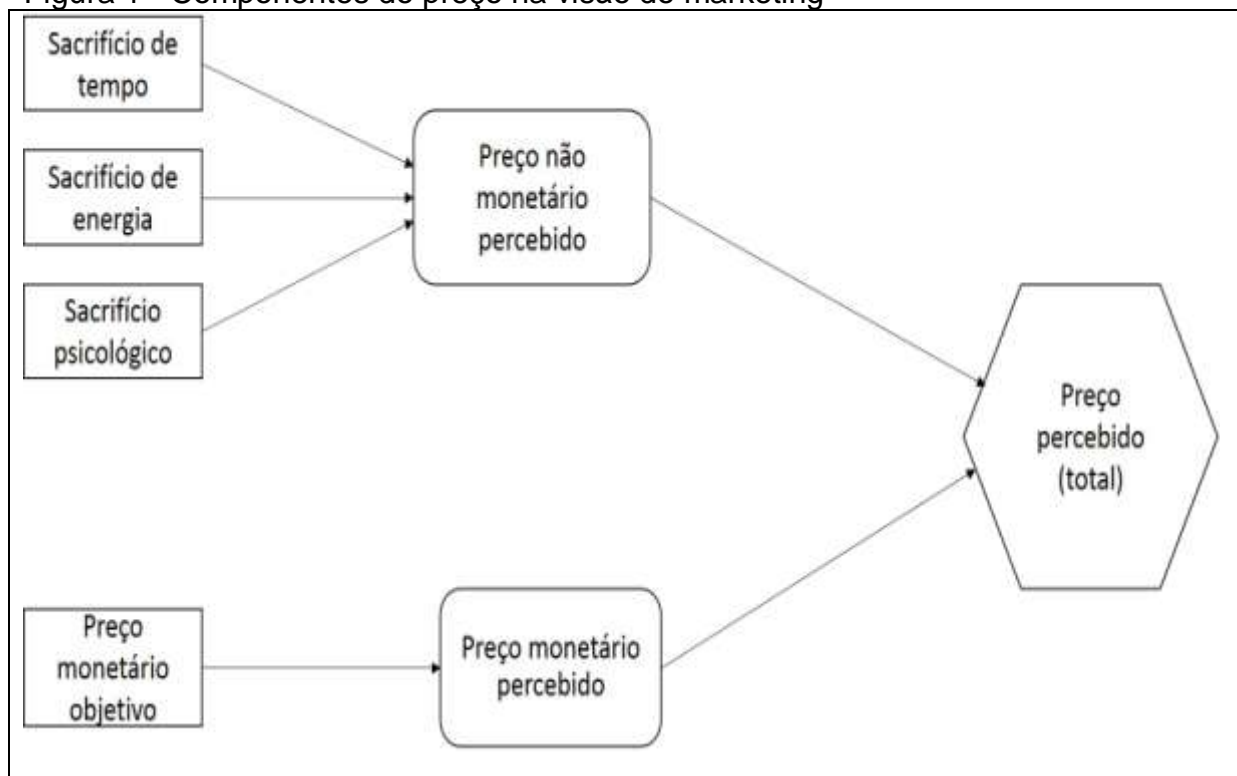 Figura 1 - Componentes do preço na visão do marketing
Sacrifício de
tempo
Sacrifício de
energia
Sacrifício
psicológico
Preço não
monetário
percebido
Preço
percebido
(total)
Preço
monetário
objetivo
Preço monetário
percebido